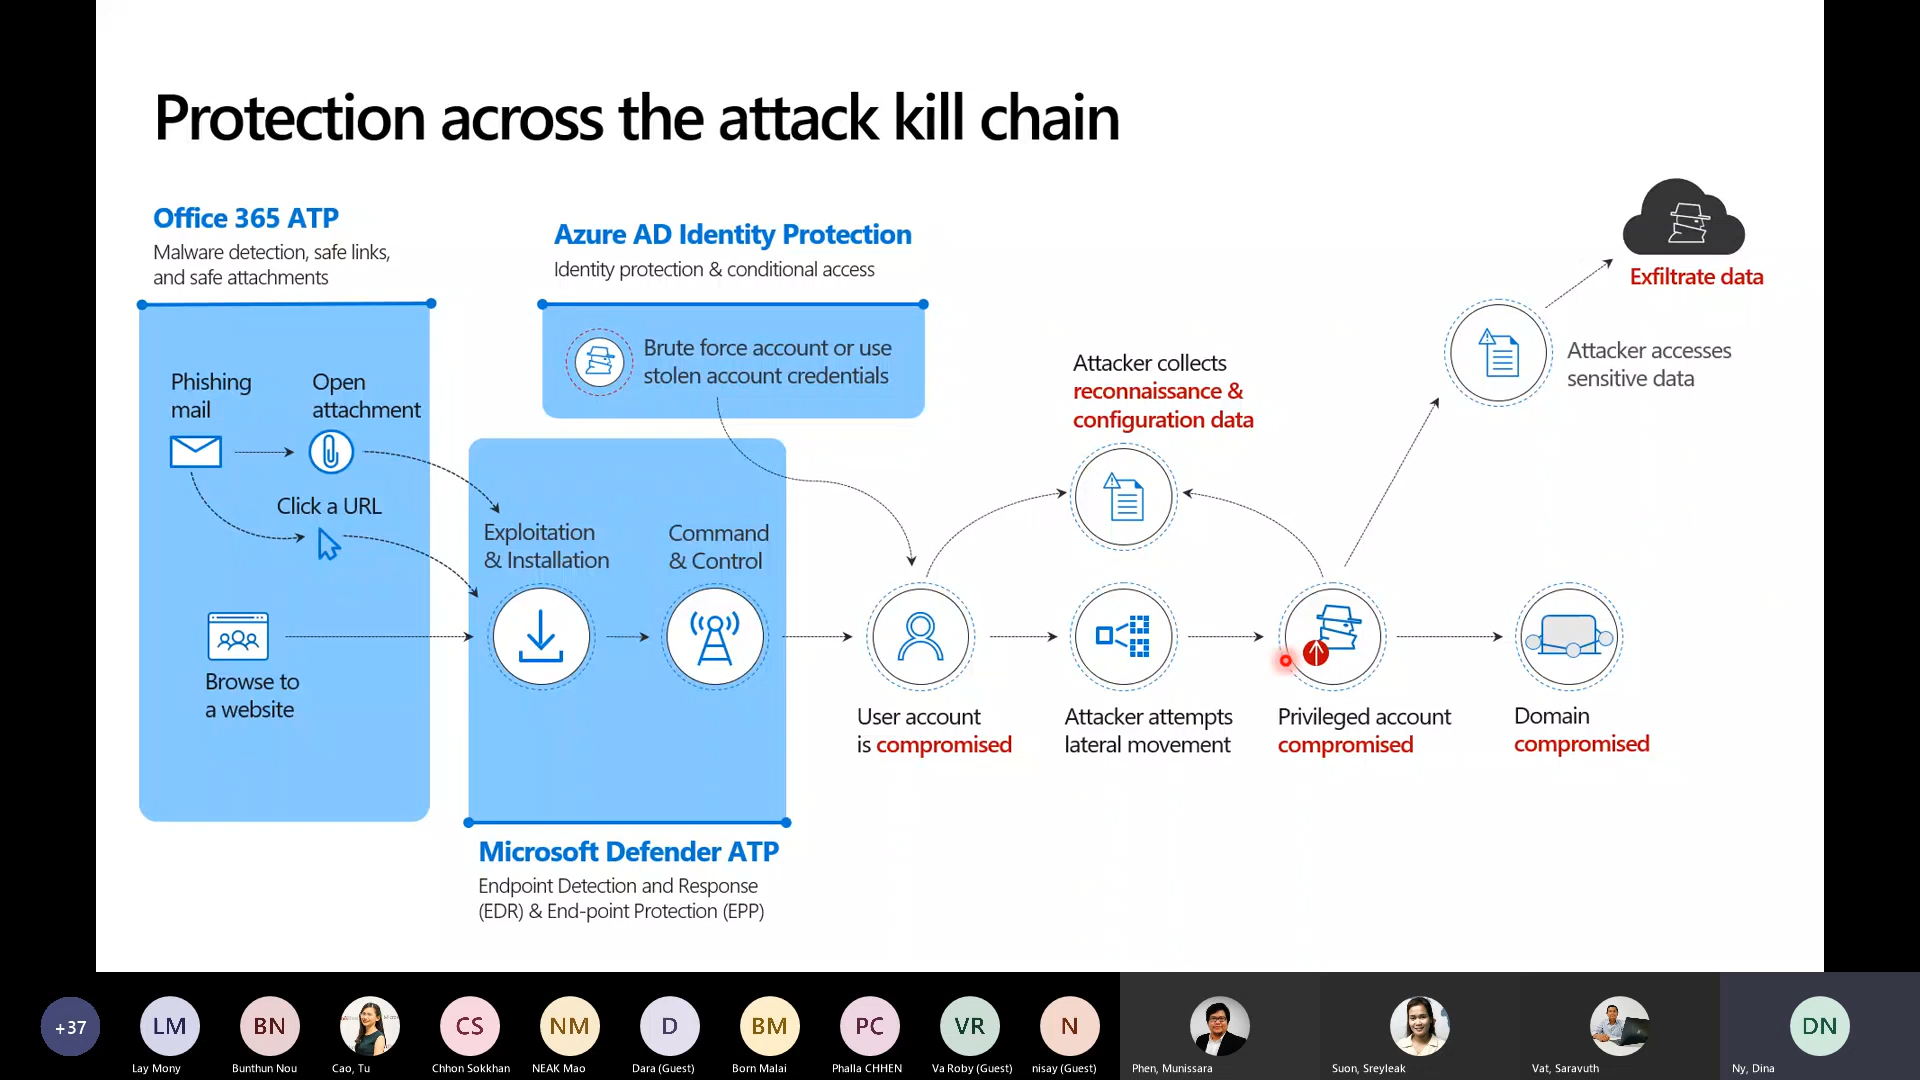 Protection across the attack kill chain
Office 365 ATP
Malware detection, safe links,
and safe attachments
Azure AD Identity Protection
Identity protection & conditional access
Brute force account or use
stolen account credentials
Phishing
mail
Open
attachment
Click a URL
Browse to
a website
Exploitation
& Installation
Command
& Control
Microsoft Defender ATP
Endpoint Detection and Response
(EDR) & End-point Protection (EPP)
User account
is compromised
Attacker collects
reconnaissance &
configuration data
Attacker attempts
lateral movement
Privileged account
compromised
Domain
compromised
Attacker accesses
sensitive data
Exfiltrate data
+37
LM
Lay Mony
BN
Bunthun Nou
Cao, Tu
CS
Chhon Sokkhan
NM
NEAK Mao
D
Dara (Guest)
BM
Born Malai
PC
Phalla CHHEN
VR
Va Roby (Guest)
N
nisay (Guest)
Phen, Munissara
Suon, Sreyleak
Vat, Saravuth
DN
Ny, Dina